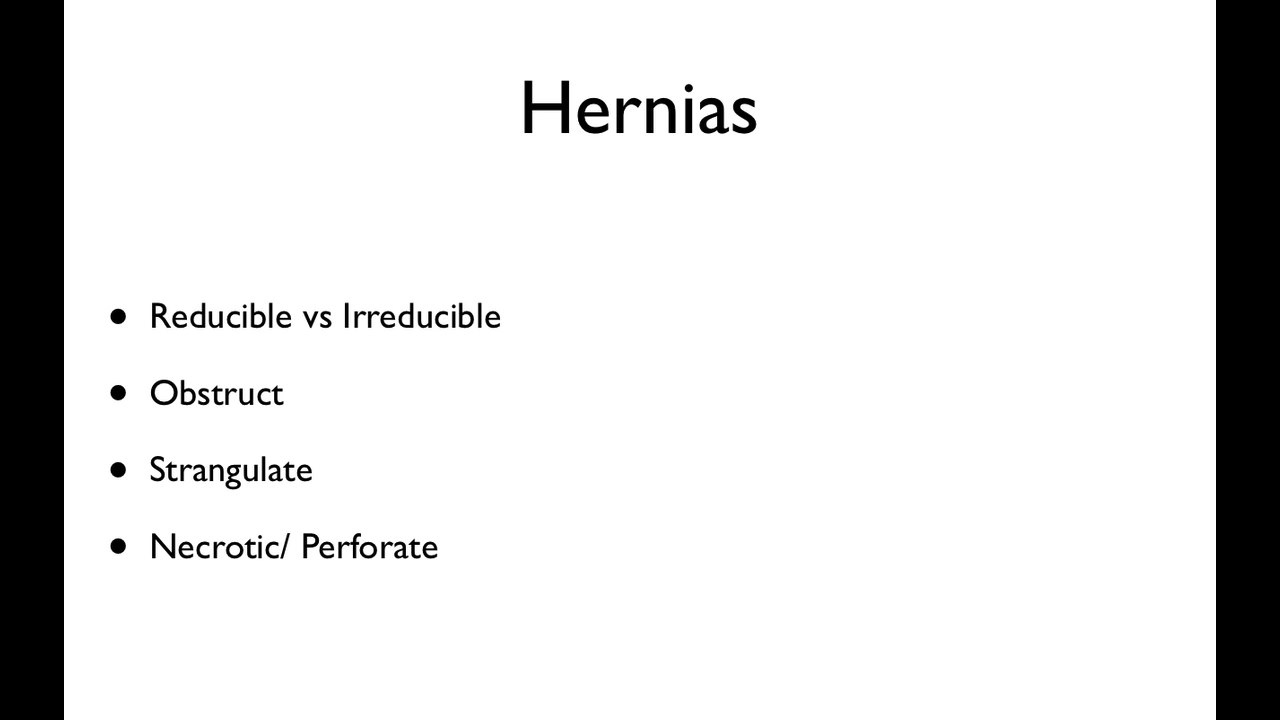 Hernias
• Reducible vs Irreducible
• Obstruct
• Strangulate
• Necrotic/ Perforate